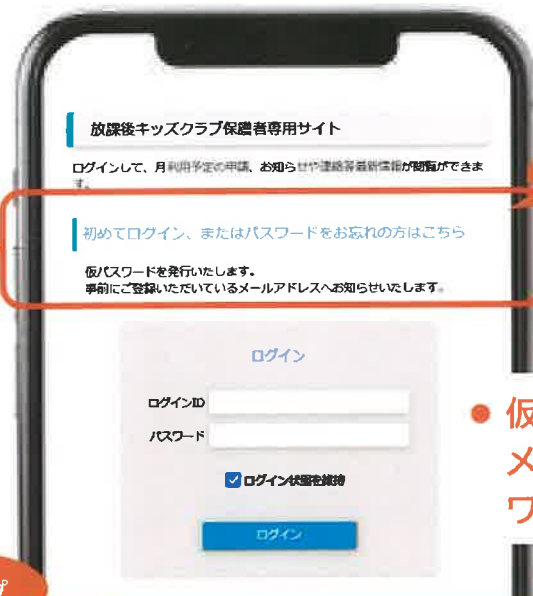 放課後キッズクラブ保護者専用サイト
ログインして、月利用予定の申請、お知らせや連絡等最新情報が閲覧ができま
す。
初めてログイン、またはパスワードをお忘れの方はこちら
仮パスワードを発行いたします。
事前にご登録いただいているメールアドレスへお知らせいたします。
ログイン
ログインID
パスワード
ログイン状態を維持
ログイン
● 仮
メ
ワ
プ